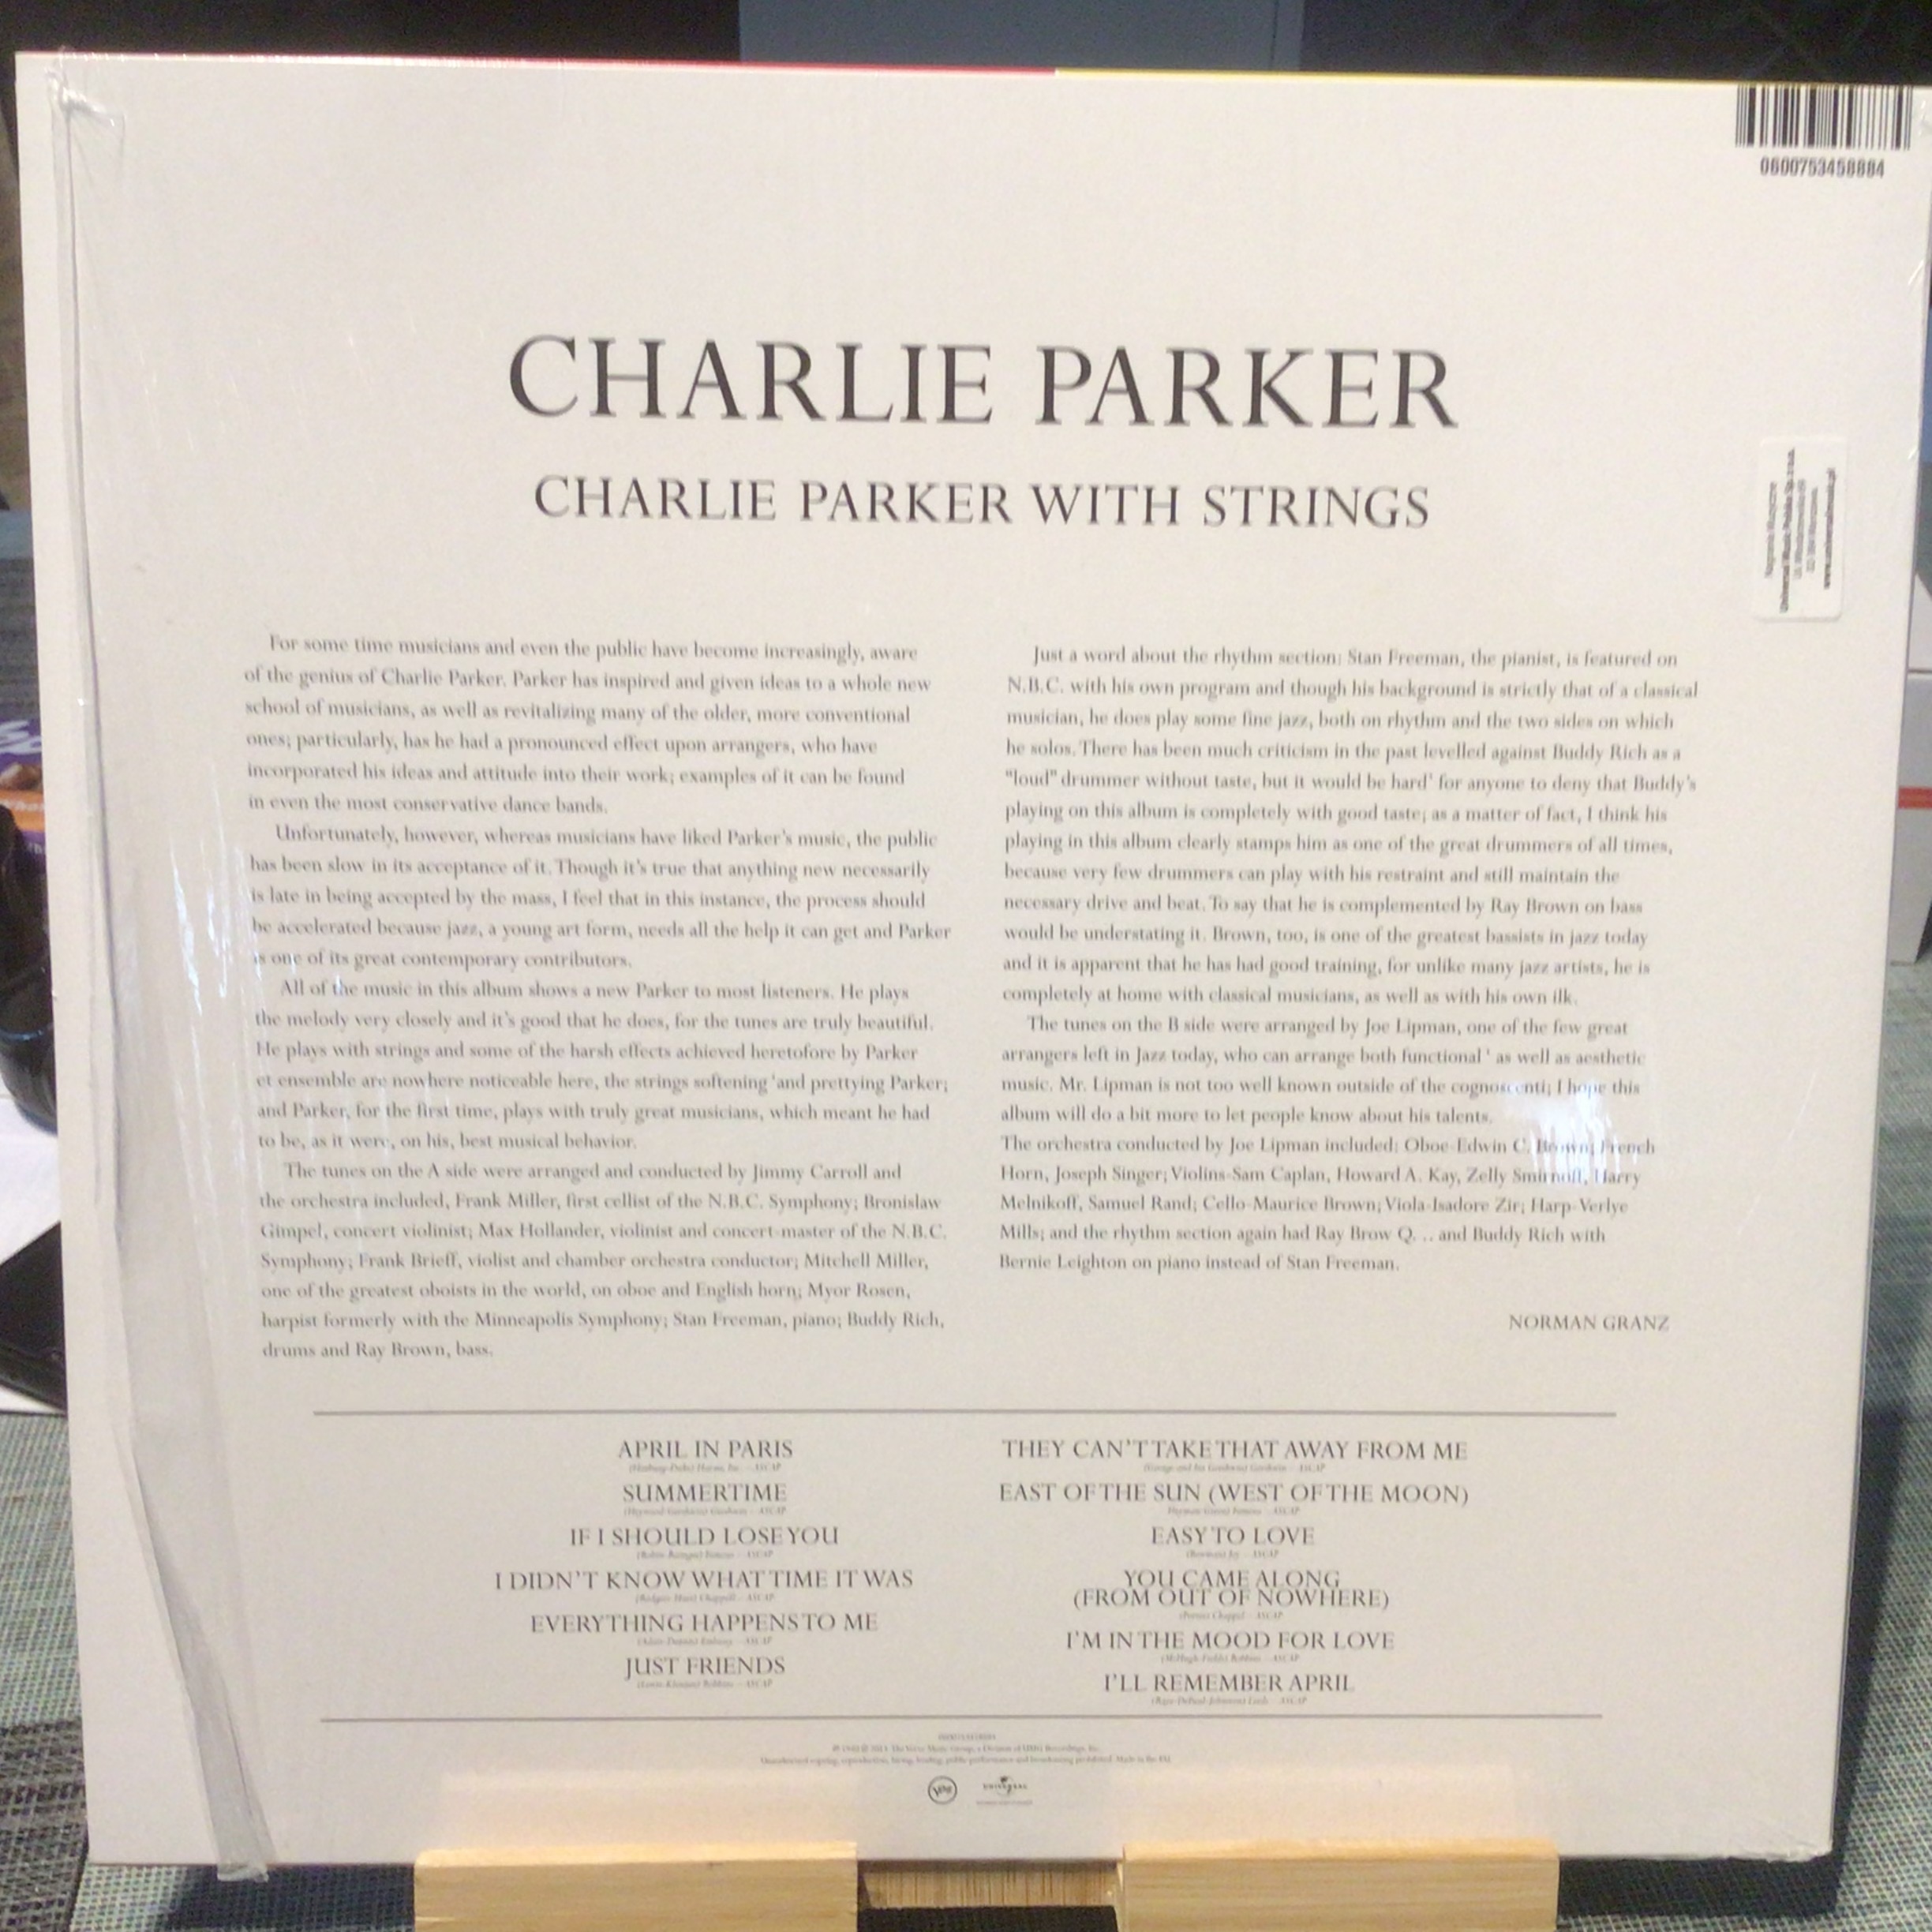 0600753458884
CHARLIE PARKER
CHARLIE PARKER WITH STRINGS
For some time musicians and even the public have become increasingly, aware
of the genius of Charlie Parker. Parker has inspired and given ideas to a whole new
school of musicians, as well as revitalizing many of the older, more conventional
ones; particularly, has he had a pronounced effect upon arrangers, who have
incorporated his ideas and attitude into their work; examples of it can be found
in even the most conservative dance bands.
Unfortunately, however, whereas musicians have liked Parker's music, the public
has been slow in its acceptance of it. Though it's true that anything new necessarily
is late in being accepted by the mass, I feel that in this instance, the process should
be accelerated because jazz, a young art form, needs all the help it can get and Parker
is one of its great contemporary contributors.
All of the music in this album shows a new Parker to most listeners. He plays
the melody very closely and it's good that he does, for the tunes are truly beautiful.
He plays with strings and some of the harsh effects achieved heretofore by Parker
et ensemble are nowhere noticeable here, the strings softening 'and prettying Parker;
and Parker, for the first time, plays with truly great musicians, which meant he had
to be, as it were, on his, best musical behavior.
The tunes on the A side were arranged and conducted by Jimmy Carroll and
the orchestra included, Frank Miller, first cellist of the N.B.C. Symphony; Bronislaw
Gimpel, concert violinist; Max Hollander, violinist and concert-master of the N.B.C.
Symphony; Frank Brieff, violist and chamber orchestra conductor; Mitchell Miller,
one of the greatest oboists in the world, on oboe and English horn; Myor Rosen,
harpist formerly with the Minneapolis Symphony; Stan Freeman, piano; Buddy Rich,
drums and Ray Brown, bass.
Just a word about the rhythm section: Stan Freeman, the pianist, is featured on
N.B.C. with his own program and though his background is strictly that of a classical
musician, he does play some fine jazz, both on rhythm and the two sides on which
he solos. There has been much criticism in the past levelled against Buddy Rich as a
"loud" drummer without taste, but it would be hard' for anyone to deny that Buddy's
playing on this album is completely with good taste; as a matter of fact, I think his
playing in this album clearly stamps him as one of the great drummers of all times,
because very few drummers can play with his restraint and still maintain the
necessary drive and beat. To say that he is complemented by Ray Brown on bass
would be understating it. Brown, too, is one of the greatest bassists in jazz today
and it is apparent that he has had good training, for unlike many jazz artists, he is
completely at home with classical musicians, as well as with his own ilk.
The tunes on the B side were arranged by Joe Lipman, one of the few great
arrangers left in Jazz today, who can arrange both functional ' as well as aesthetic
music. Mr. Lipman is not too well known outside of the cognoscenti; I hope this
album will do a bit more to let people know about his talents.
The orchestra conducted by Joe Lipman included: Oboe-Edwin C. Brown; French
Horn, Joseph Singer; Violins-Sam Caplan, Howard A. Kay, Zelly Smirnoff, Harry
Melnikoff, Samuel Rand; Cello-Maurice Brown; Viola-Isadore Zir; Harp-Verlye
Mills; and the rhythm section again had Ray Brow Q. .. and Buddy Rich with
Bernie Leighton on piano instead of Stan Freeman.
NORMAN GRANZ
APRIL IN PARIS
SUMMERTIME
IF I SHOULD LOSE YOU
I DIDN'T KNOW WHAT TIME IT WAS
EVERYTHING HAPPENS TO ME
JUST FRIENDS
THEY CAN'T TAKE THAT AWAY FROM ME
EAST OF THE SUN (WEST OF THE MOON)
EASY TO LOVE
YOU CAME ALONG
(FROM OUT OF NOWHERE)
I'M IN THE MOOD FOR LOVE
I'LL REMEMBER APRIL
Verve
UNIVERSAL